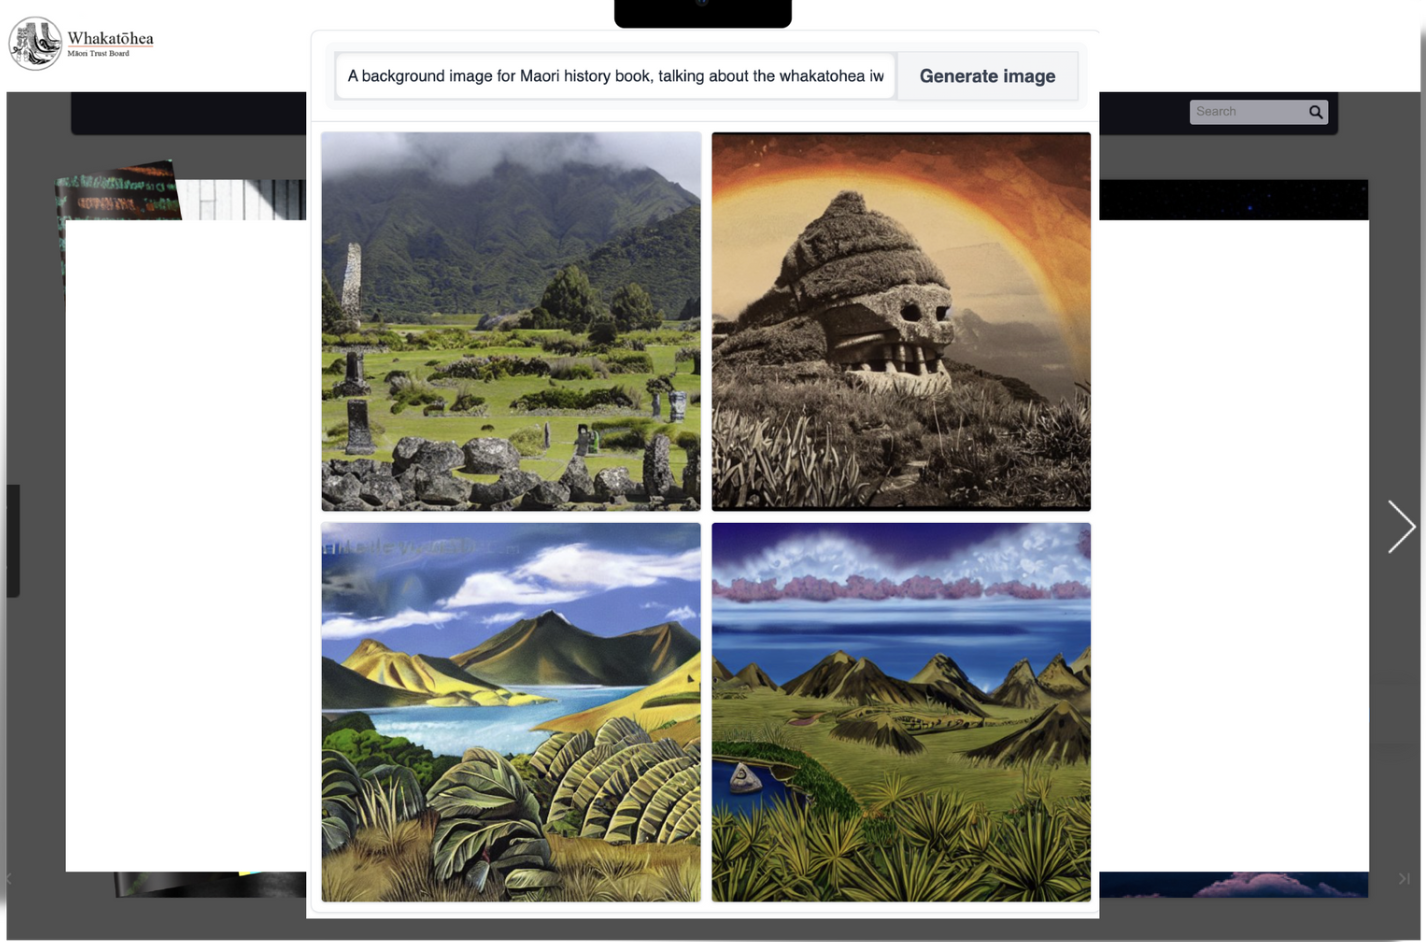 Whakatōhea
Māori Trust Board
A background image for Maori history book, talking about the whakatohea iw
Generate image
Search